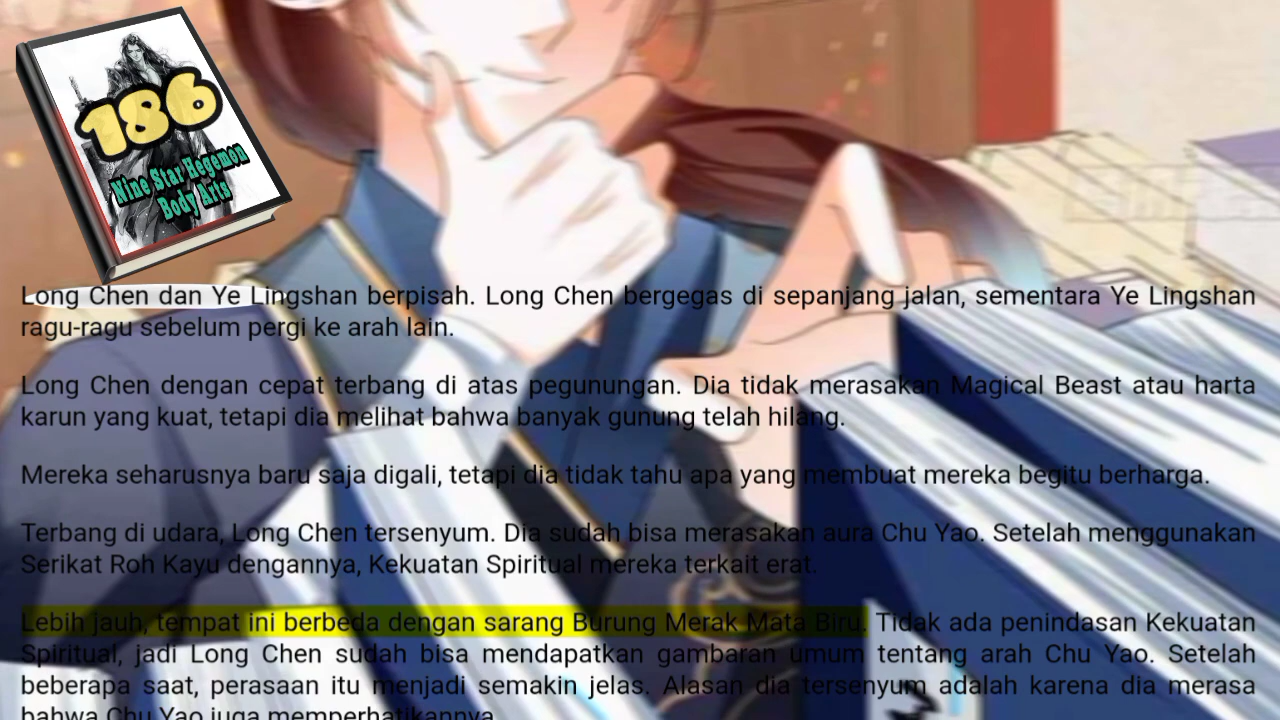 186
Nine Star Hegemon
Body Arts
Long Chen dan Ye Lingshan berpisah. Long Chen bergegas di sepanjang jalan, sementara Ye Lingshan
ragu-ragu sebelum pergi ke arah lain.
Long Chen dengan cepat terbang di atas pegunungan. Dia tidak merasakan Magical Beast atau harta
karun yang kuat, tetapi dia melihat bahwa banyak gunung telah hilang.
Mereka seharusnya baru saja digali, tetapi dia tidak tahu apa yang membuat mereka begitu berharga.
Terbang di udara, Long Chen tersenyum. Dia sudah bisa merasakan aura Chu Yao. Setelah menggunakan
Serikat Roh Kayu dengannya, Kekuatan Spiritual mereka terkait erat.
Lebih jauh, tempat ini berbeda dengan sarang Burung Merak Mata Biru. Tidak ada penindasan Kekuatan
Spiritual, jadi Long Chen sudah bisa mendapatkan gambaran umum tentang arah Chu Yao. Setelah
beberapa saat, perasaan itu menjadi semakin jelas. Alasan dia tersenyum adalah karena dia merasa
bahwa Chu Yao juga memperhatikannya.